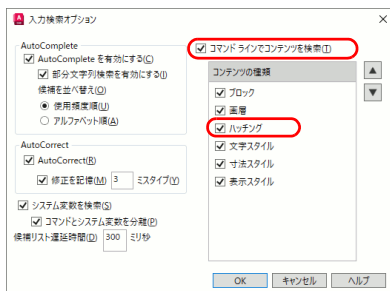 入力検索オプション
AutoComplete
AutoComplete を有効にする(C)
部分文字列検索を有効にする(I)
候補を並べ替え(O)
使用頻度順(U)
アルファベット順(A)
AutoCorrect
AutoCorrect(R)
修正を記憶(M) 3 ミスタイプ(Y)
システム変数を検索(S)
コマンドとシステム変数を分離(P)
候補リスト遅延時間(D) 300 ミリ秒
コマンド ラインでコンテンツを検索(T)
コンテンツの種類
ブロック
画層
ハッチング
文字スタイル
寸法スタイル
表示スタイル
OK キャンセル ヘルプ